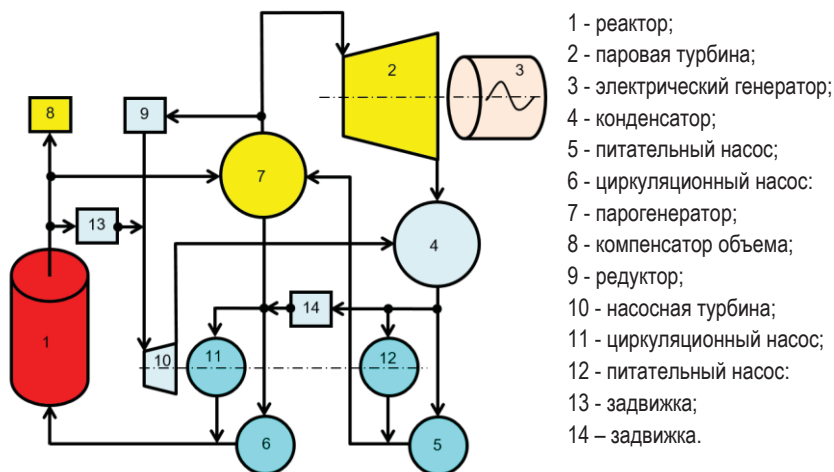 1 - реактор;
2 - паровая турбина;
3 - электрический генератор;
4 - конденсатор;
5 - питательный насос;
6 - циркуляционный насос:
7 - парогенератор;
8 - компенсатор объема;
9 - редуктор;
10 - насосная турбина;
11 - циркуляционный насос;
12 - питательный насос:
13 - задвижка;
14 – задвижка.
2
3
8
9
7
13
4
14
1
10
11
12
6
5